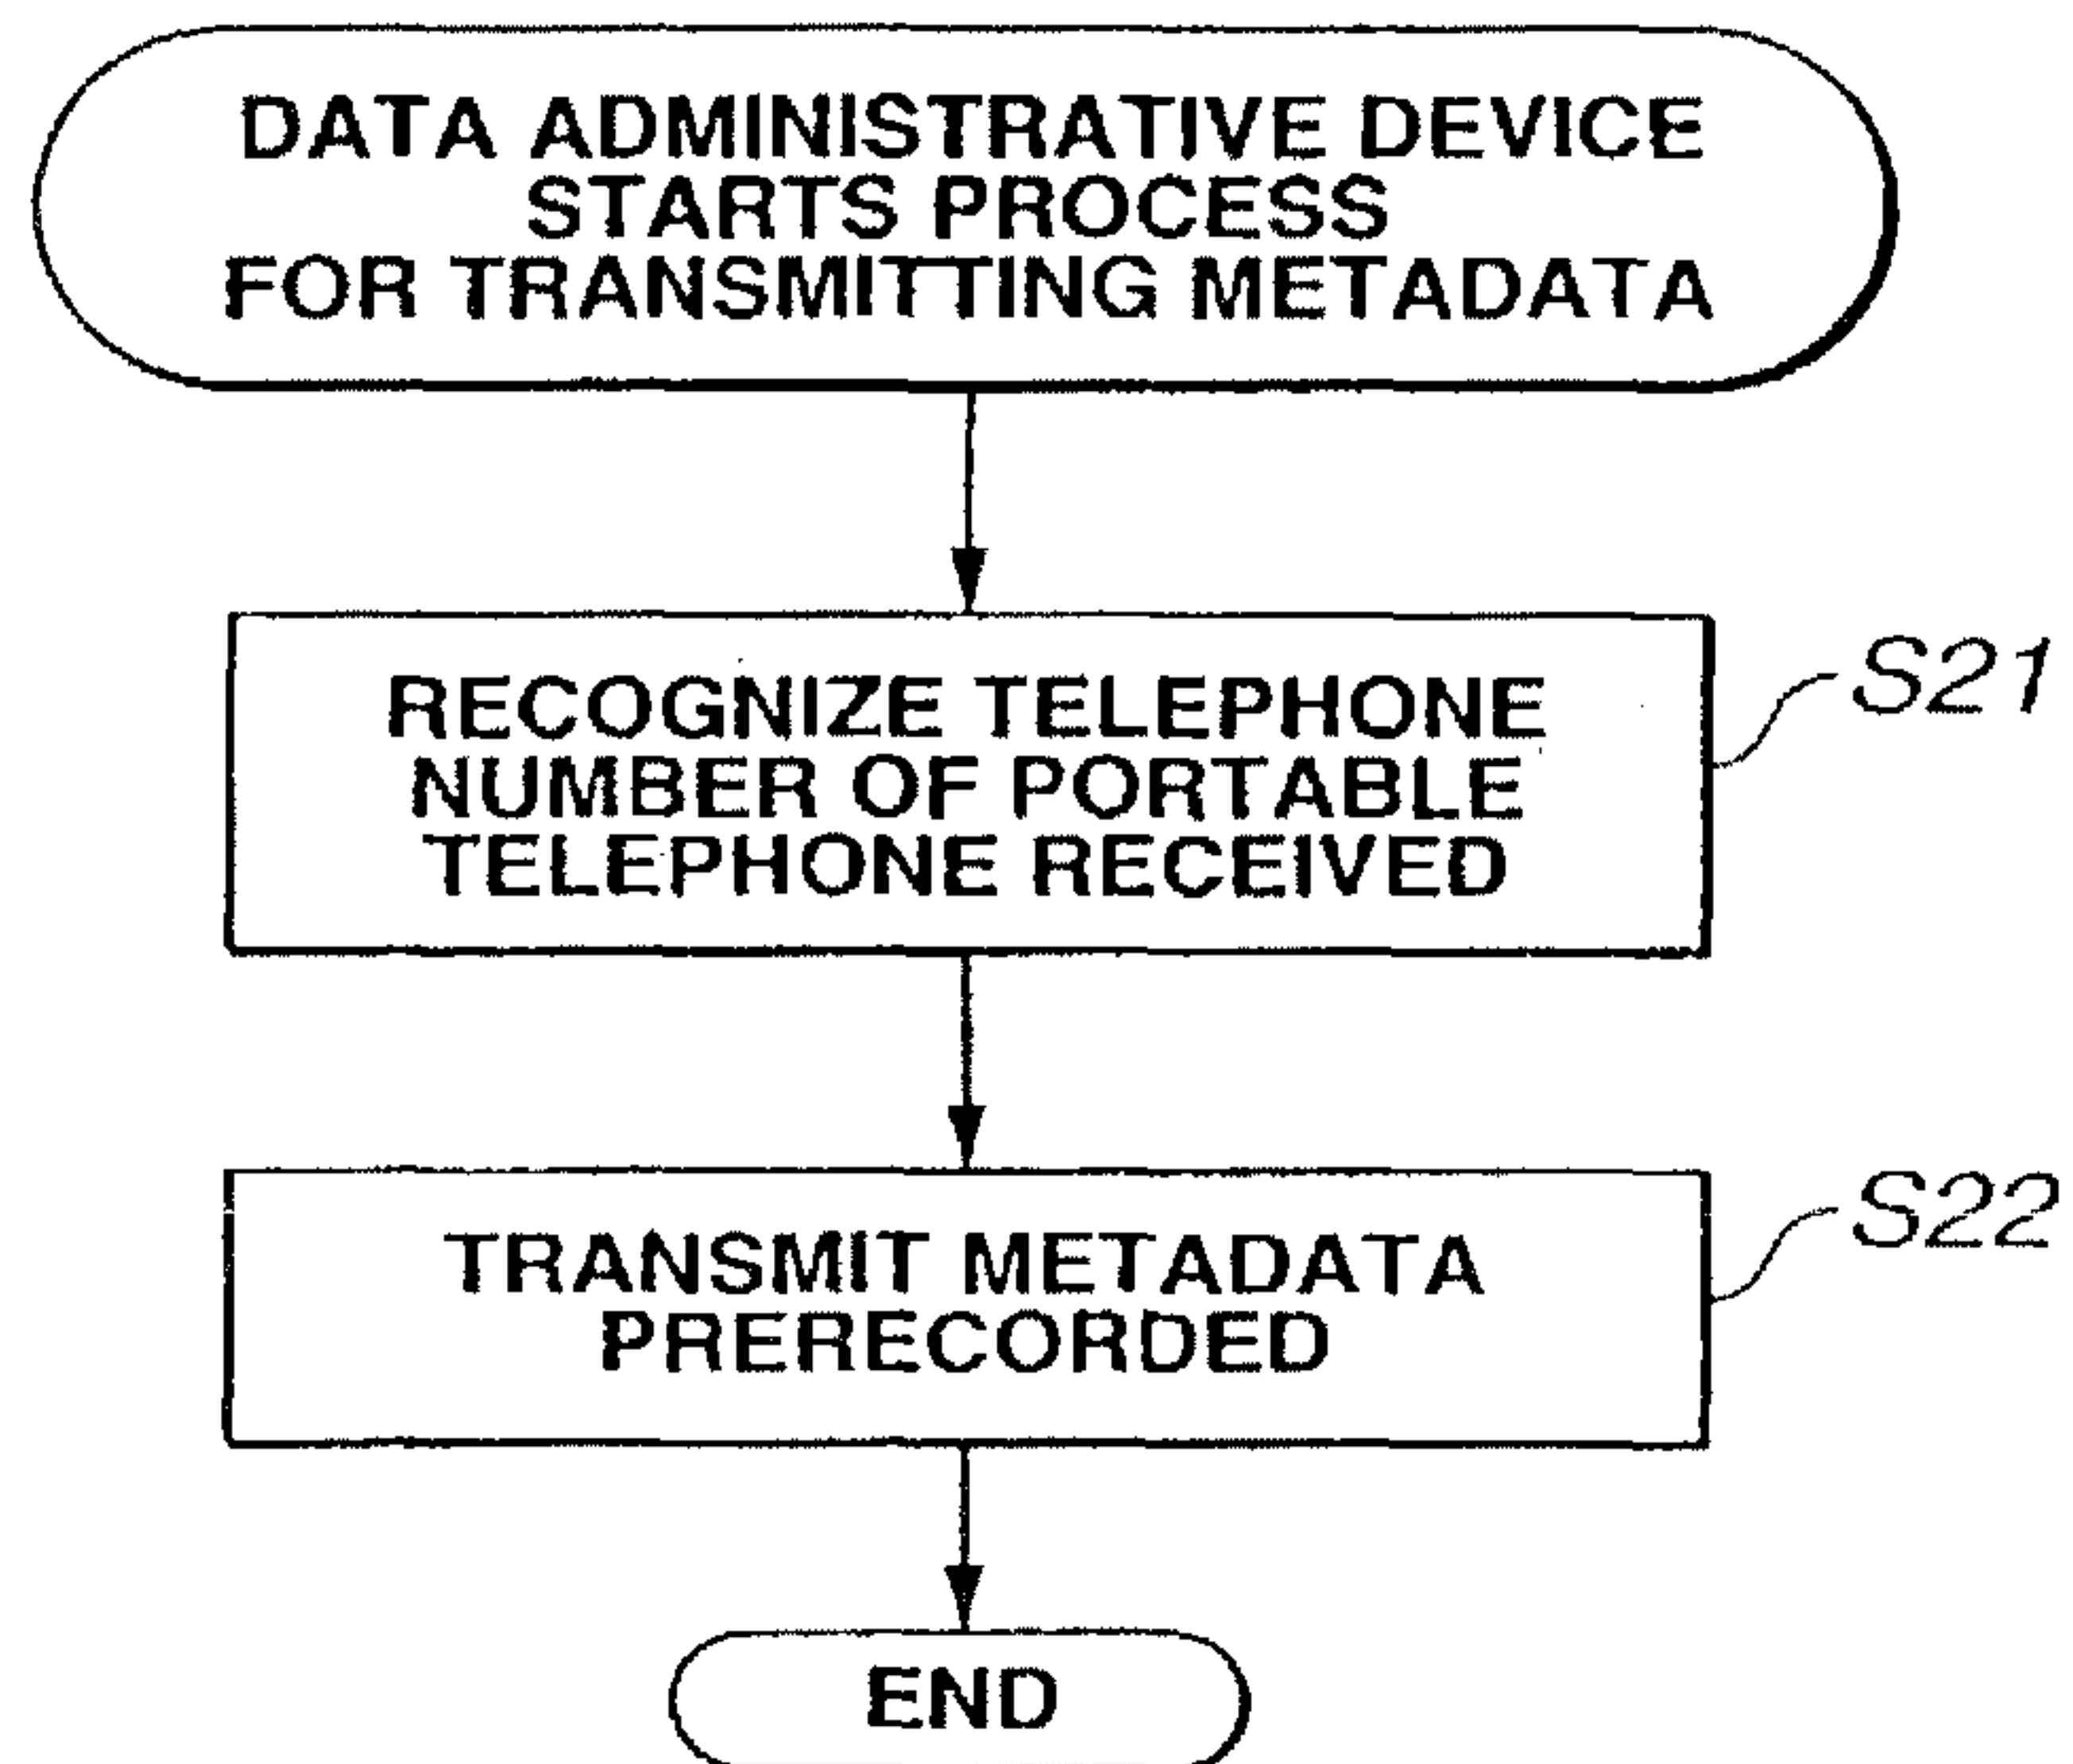 DATA ADMINISTRATIVE DEVICE
STARTS PROCESS
FOR TRANSMITTING METADATA
RECOGNIZE TELEPHONE
NUMBER OF PORTABLE
TELEPHONE RECEIVED
S21
TRANSMIT METADATA
PRERECORDED
S22
END